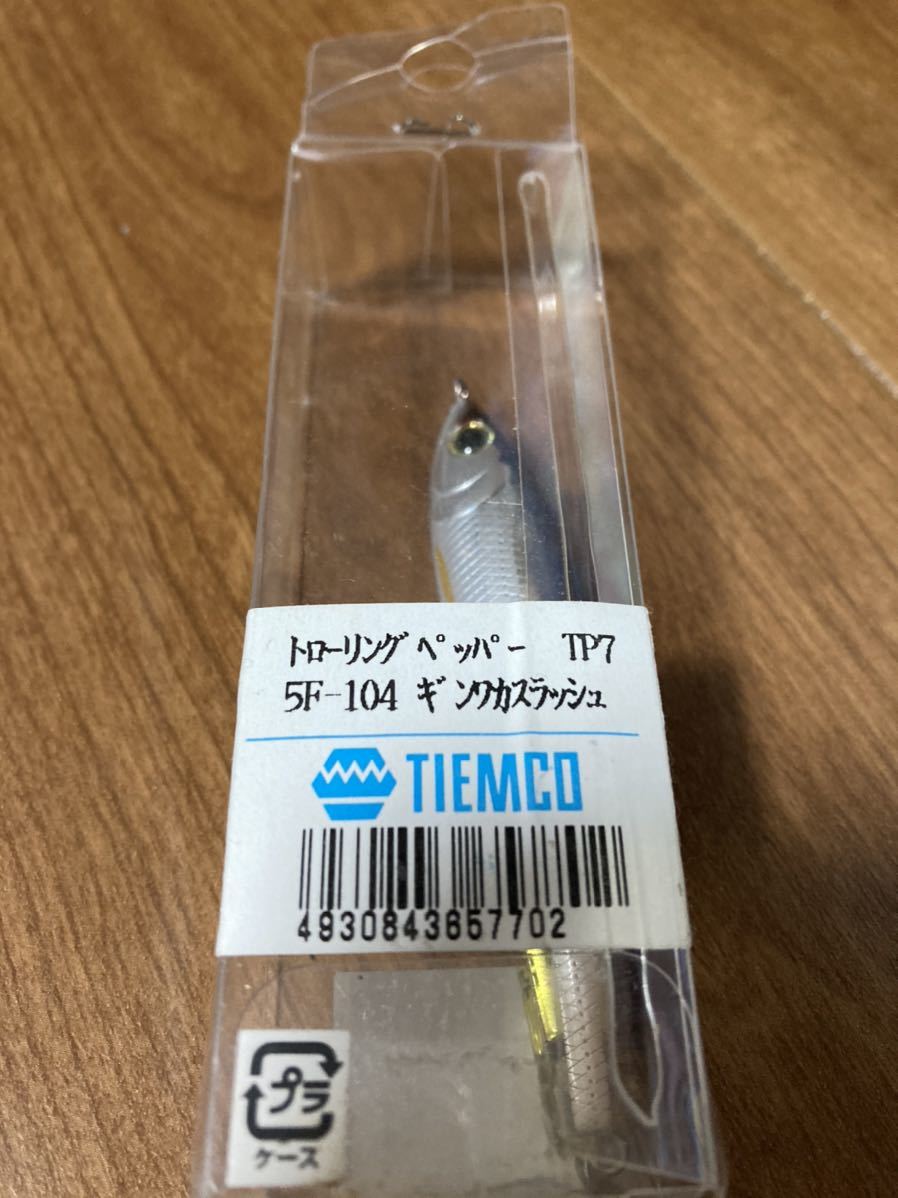 トローリングペッパー TP7
5F-104 ギンワカスラッシュ
TIEMCO
4930843657702
プラ
ケース